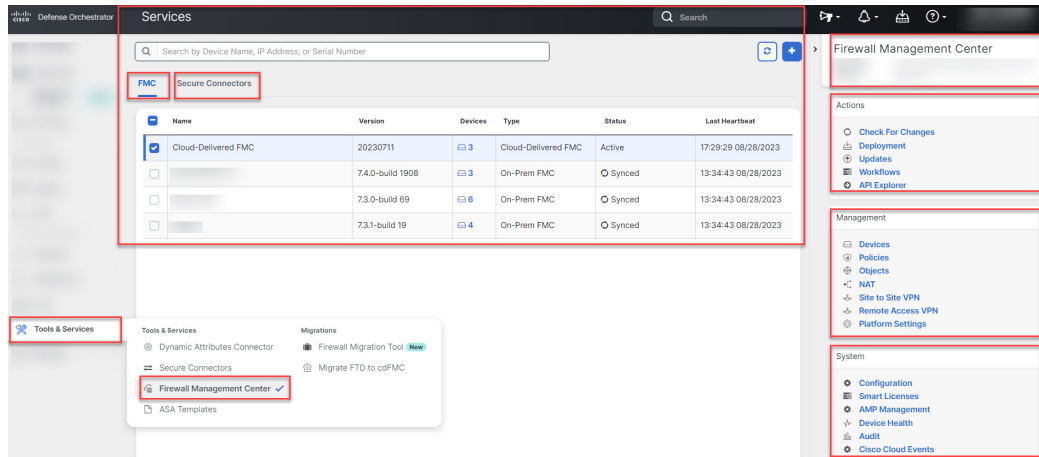 CISCO Defense Orchestrator
Services
Search
Search by Device Name, IP Address, or Serial Number
FMC
Secure Connectors
Name Version Devices Type Status Last Heartbeat
Cloud-Delivered FMC 20230711 3 Cloud-Delivered FMC Active 17:29:29 08/28/2023
7.4.0-build 1908 3 On-Prem FMC Synced 13:34:43 08/28/2023
7.3.0-build 69 6 On-Prem FMC Synced 13:34:43 08/28/2023
7.3.1-build 19 4 On-Prem FMC Synced 13:34:43 08/28/2023
Tools & Services
Tools & Services
Dynamic Attributes Connector
Secure Connectors
Firewall Management Center
ASA Templates
Migrations
Firewall Migration Tool New
Migrate FTD to cdFMC
Firewall Management Center
Actions
Check For Changes
Deployment
Updates
Workflows
API Explorer
Management
Devices
Policies
Objects
NAT
Site to Site VPN
Remote Access VPN
Platform Settings
System
Configuration
Smart Licenses
AMP Management
Device Health
Audit
Cisco Cloud Events